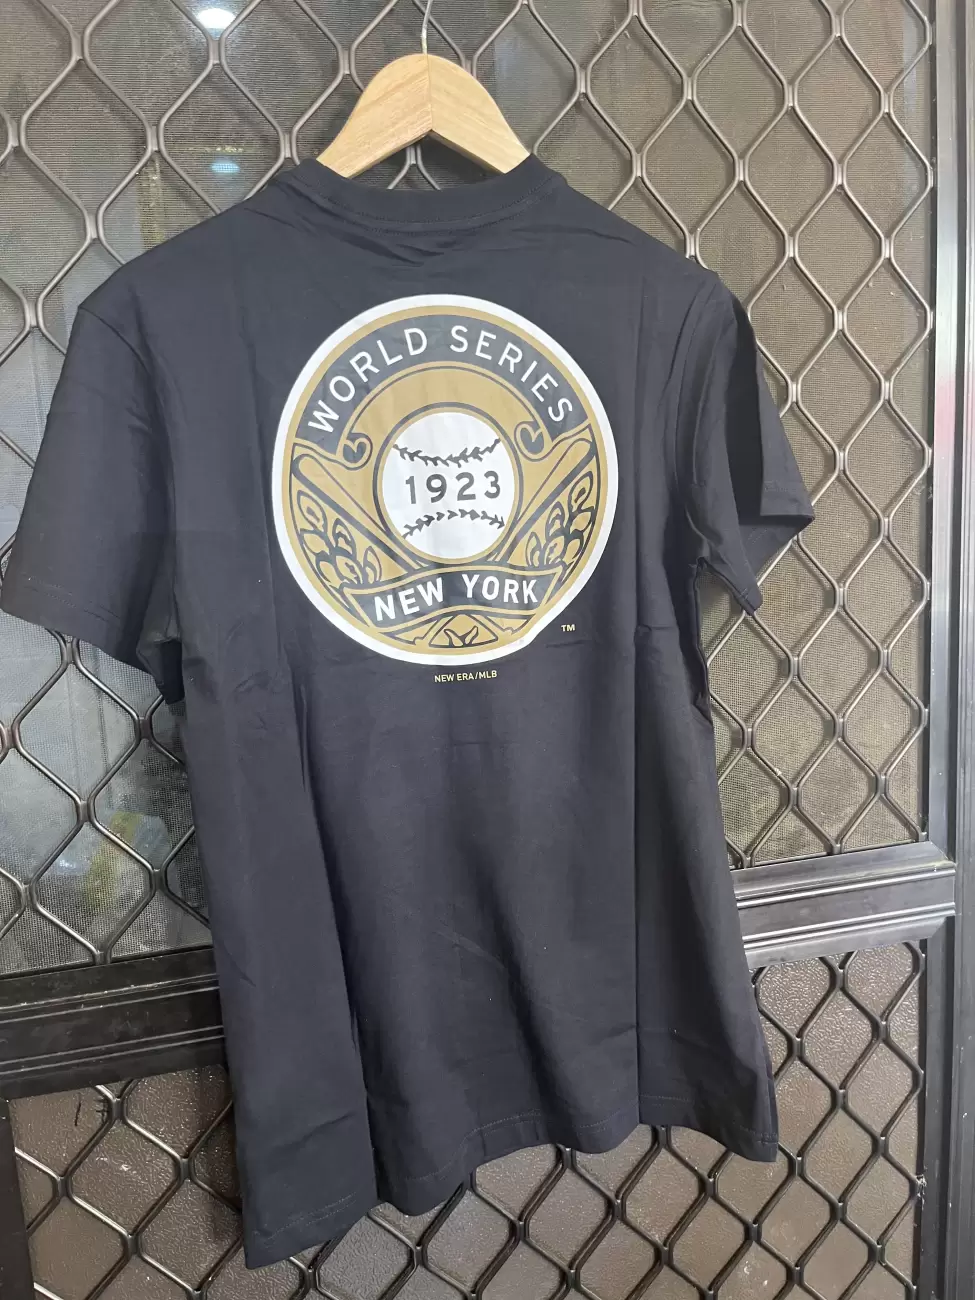 WORLD SERIES
1923
NEW YORK
TM
NEW ERA/MLB